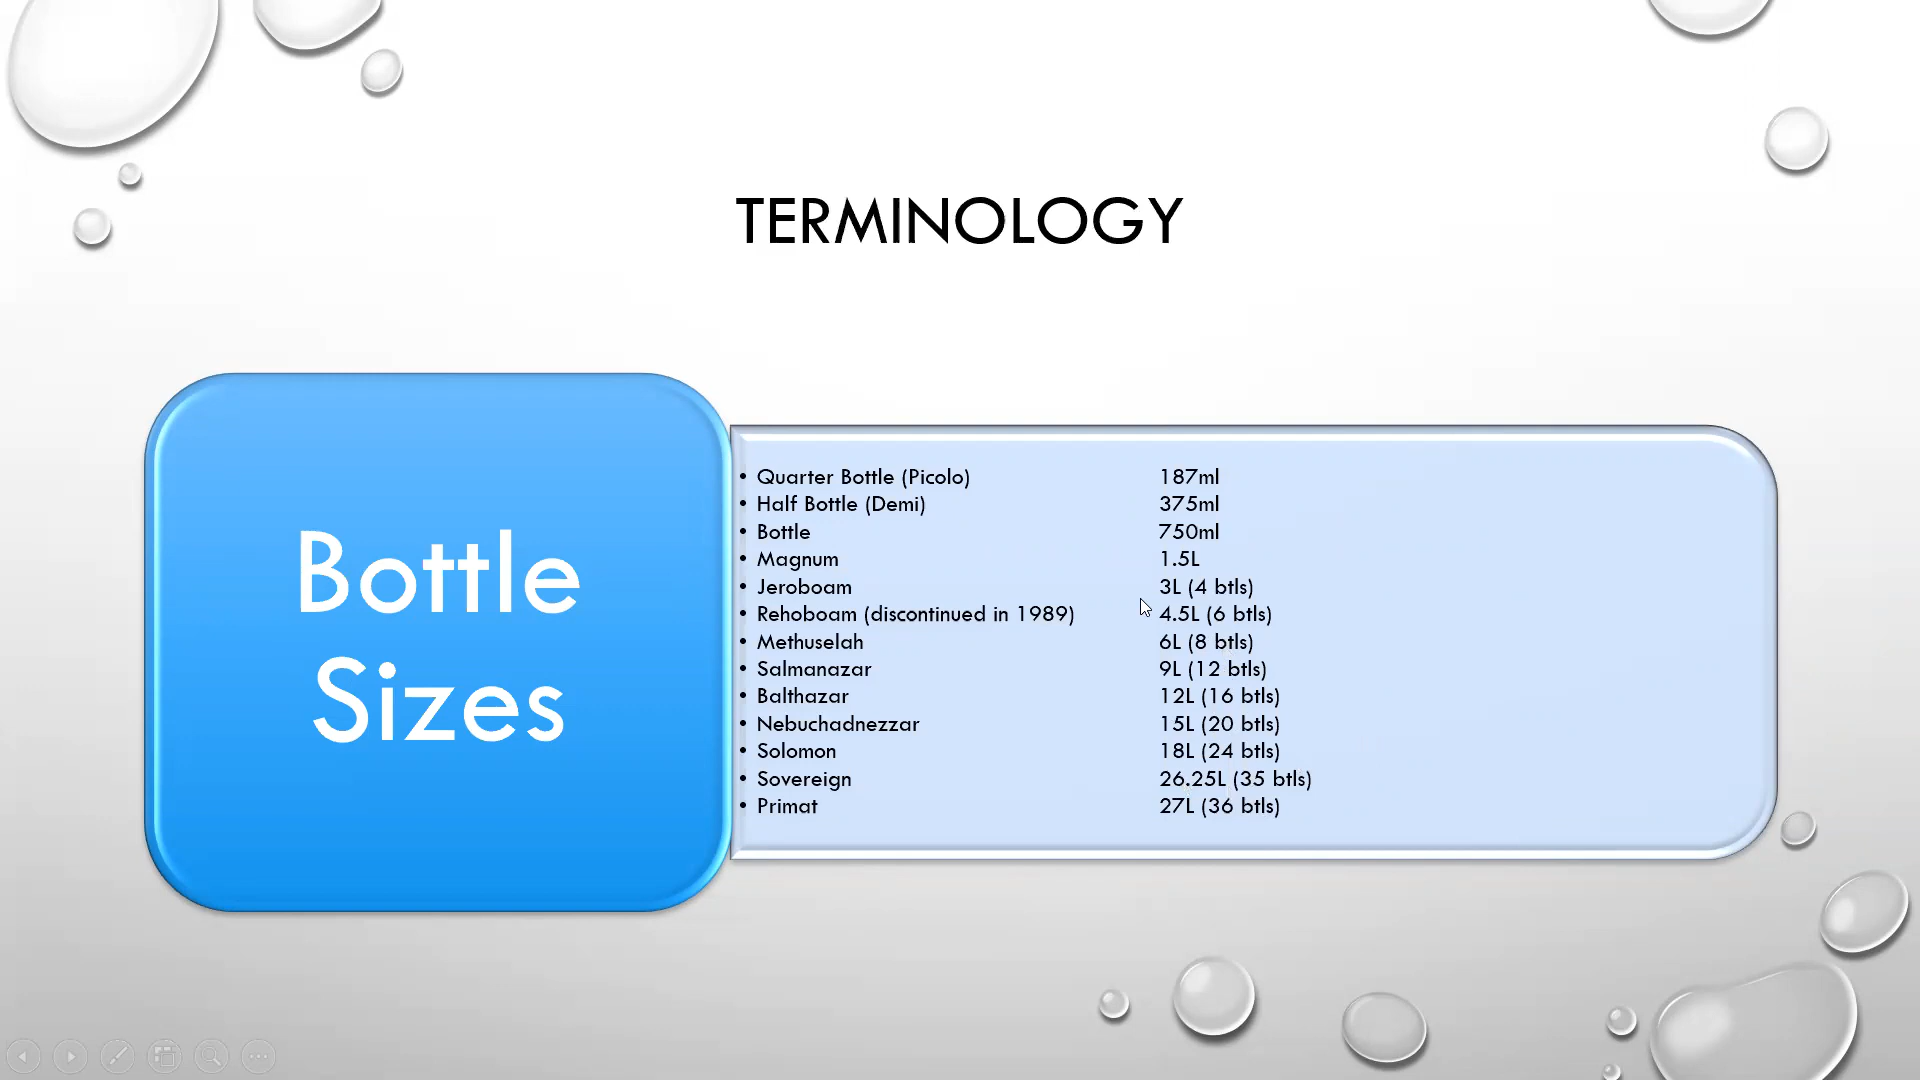 TERMINOLOGY
Bottle
Sizes
• Quarter Bottle (Picolo) 187ml
• Half Bottle (Demi) 375ml
• Bottle 750ml
• Magnum 1.5L
• Jeroboam 3L (4 btls)
• Rehoboam (discontinued in 1989) 4.5L (6 btls)
• Methuselah 6L (8 btls)
• Salmanazar 9L (12 btls)
• Balthazar 12L (16 btls)
• Nebuchadnezzar 15L (20 btls)
• Solomon 18L (24 btls)
• Sovereign 26.25L (35 btls)
• Primat 27L (36 btls)